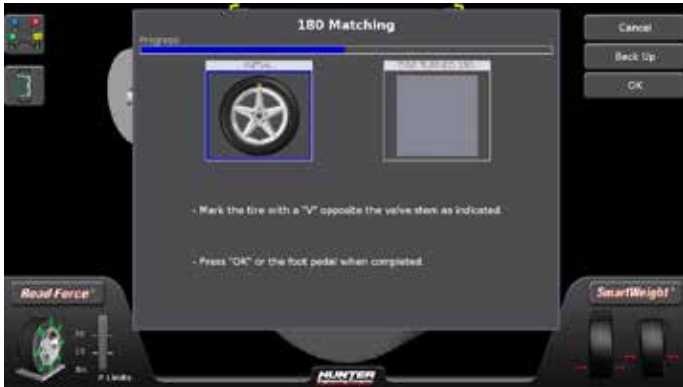 180 Matching
Progress
Cancel
Back Up
OK
- Mark the tire with a "V" opposite the valve stem as indicated
- Press "OK" or the foot pedal when completed.
Road Force®
SmartWeight®
F Limits
HUNTER